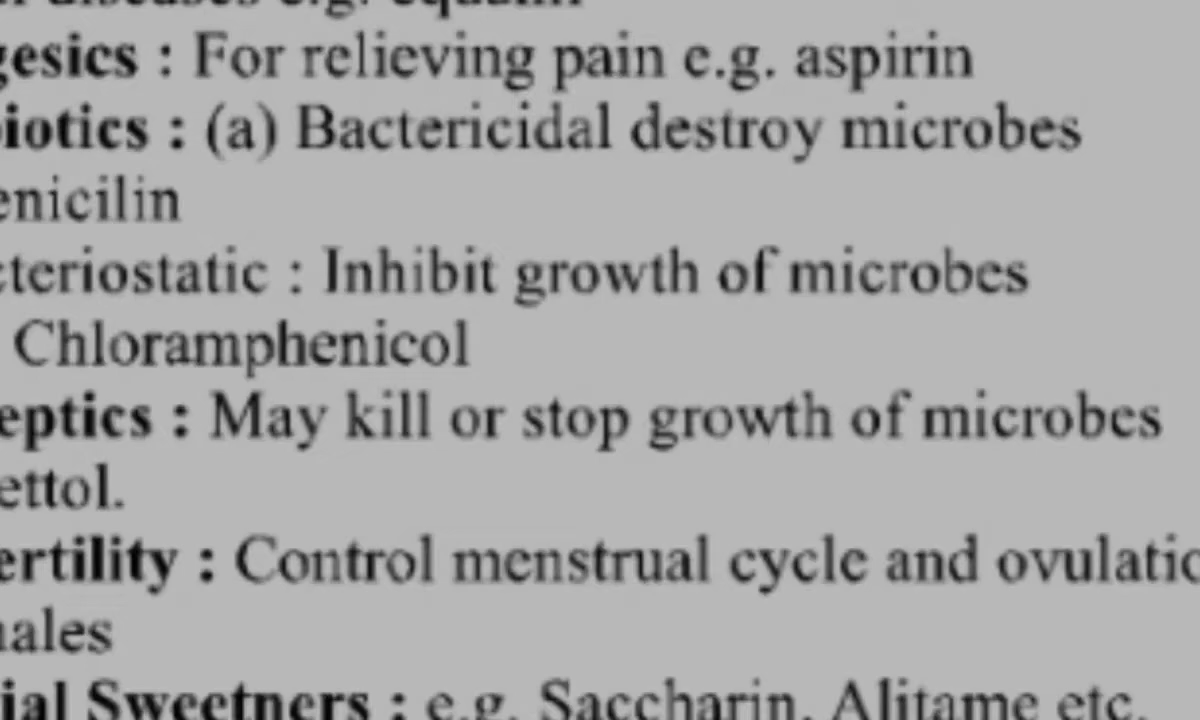 gesics : For relieving pain e.g. aspirin
iotics : (a) Bactericidal destroy microbes
enicilin
cteriostatic : Inhibit growth of microbes
Chloramphenicol
eptics : May kill or stop growth of microbes
ettol.
ertility : Control menstrual cycle and ovulatio
ales
ial Sweetners : e.g. Saccharin, Alitame etc.